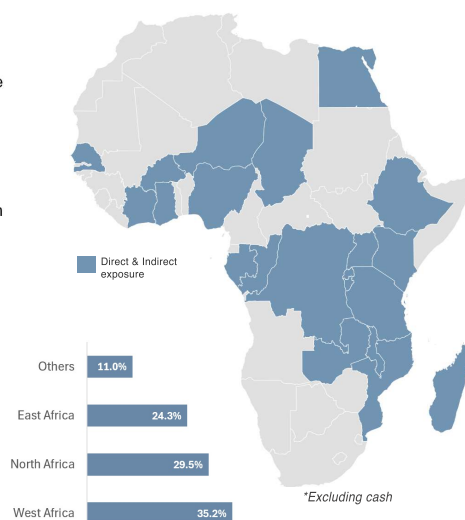 e
n
Direct & Indirect
exposure
Others 11.0%
East Africa 24.3%
North Africa 29.5%
West Africa 35.2%
*Excluding cash